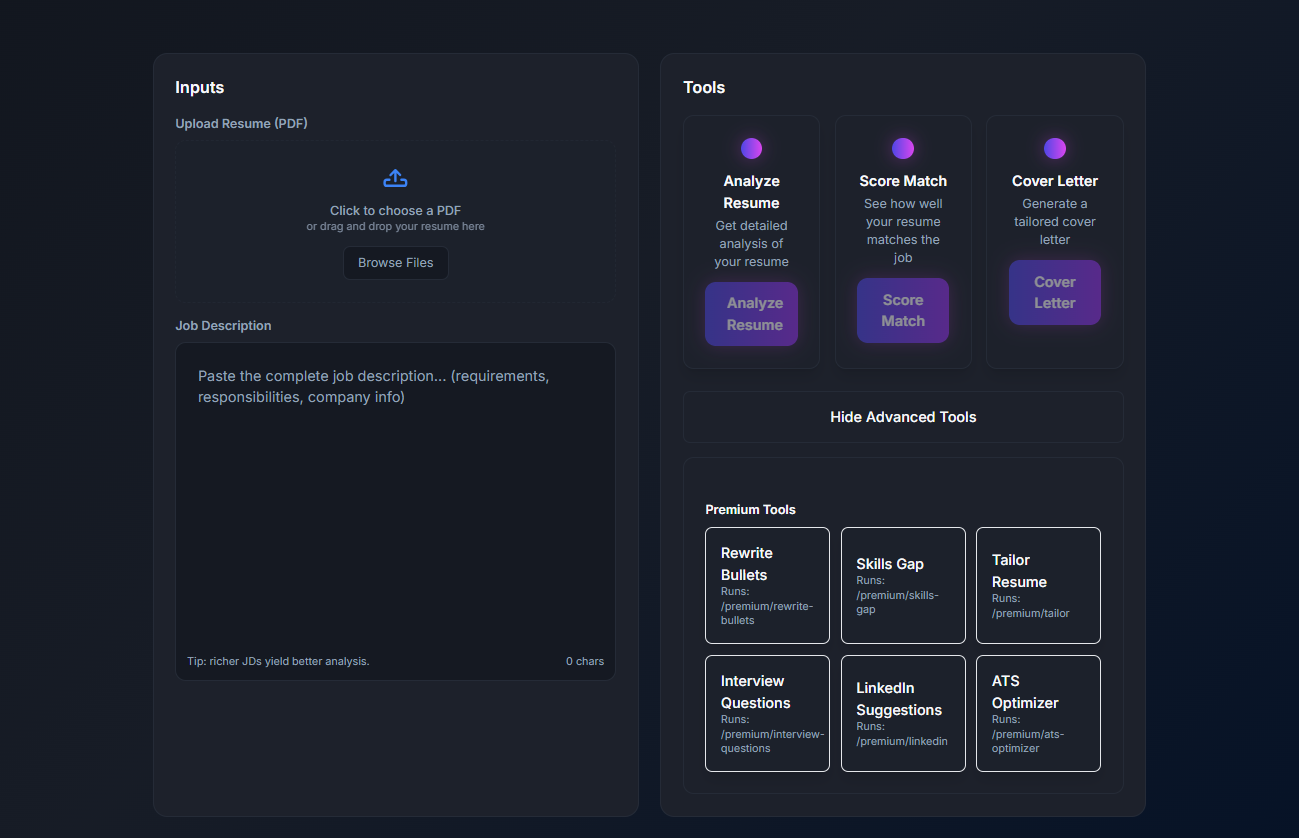 Inputs
Upload Resume (PDF)
Click to choose a PDF
or drag and drop your resume here
Browse Files
Job Description
Paste the complete job description... (requirements,
responsibilities, company info)
Tip: richer JDs yield better analysis.
0 chars
Tools
Analyze
Resume
Get detailed
analysis of
your resume
Analyze
Resume
Score Match
See how well
your resume
matches the
job
Score
Match
Cover Letter
Generate a
tailored cover
letter
Cover
Letter
Hide Advanced Tools
Premium Tools
Rewrite
Bullets
Runs:
/premium/rewrite-
bullets
Skills Gap
Runs:
/premium/skills-
gap
Tailor
Resume
Runs:
/premium/tailor
Interview
Questions
Runs:
/premium/interview-
questions
LinkedIn
Suggestions
Runs:
/premium/linkedin
ATS
Optimizer
Runs:
/premium/ats-
optimizer